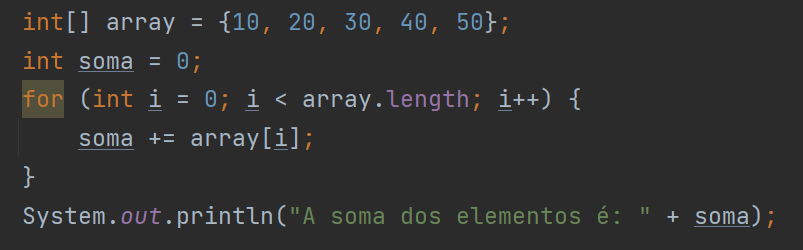 int[] array = {10, 20, 30, 40, 50};
int soma = 0;
for (int i = 0; i < array.length; i++) {
    soma += array[i];
}
System.out.println("A soma dos elementos é: " + soma);